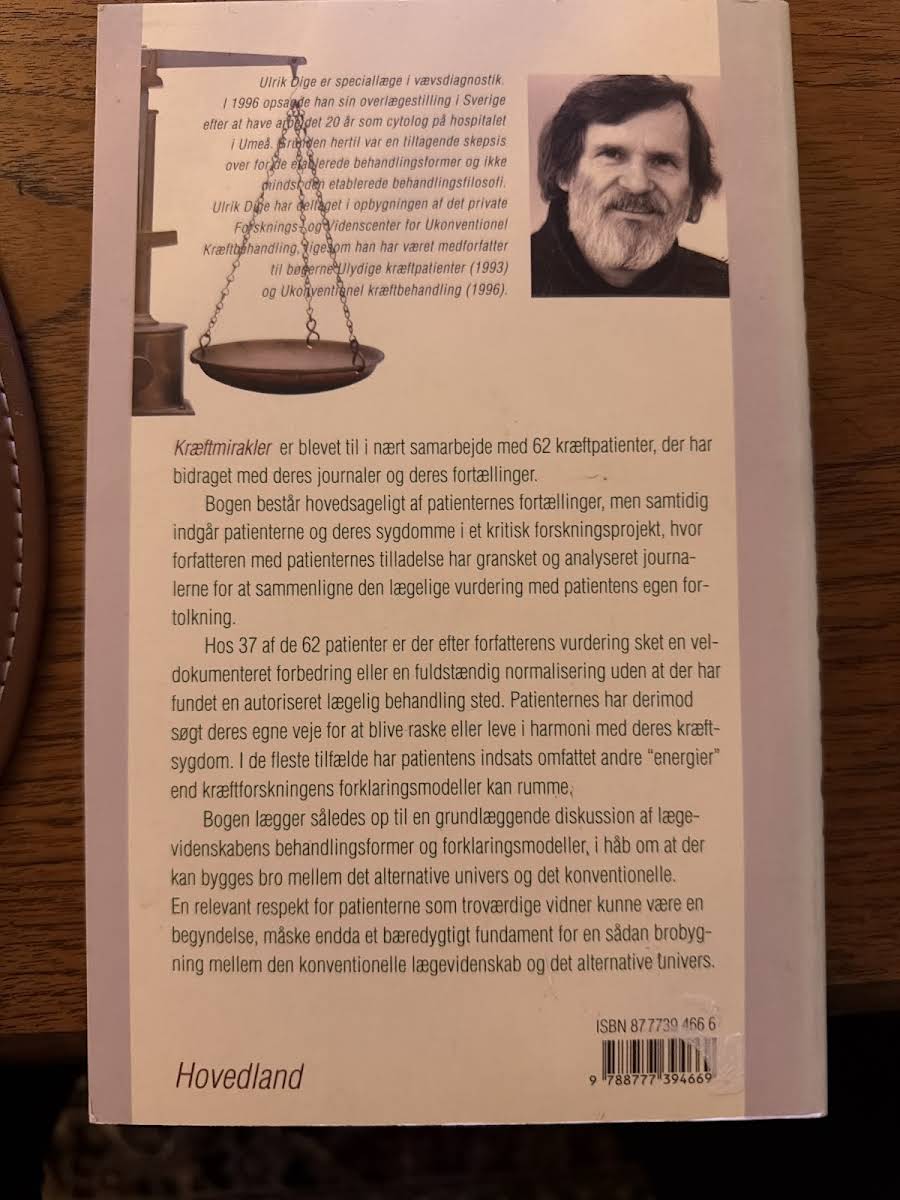 Ulrik Dige er speciallæge i vævsdiagnostik.
I 1996 opsagde han sin overlægestilling i Sverige
efter at have arbejdet 20 år som cytolog på hospitalet
i Umeå. Grunden hertil var en tiltagende skepsis
over for de etablerede behandlingsformer og ikke
mindst den etablerede behandlingsfilosofi.
Ulrik Dige har deltaget i opbygningen af det private
Forsknings- og Videnscenter for Ukonventionel
Kræftbehandling, ligesom han har været medforfatter
til bøgerne Ulydige kræftpatienter (1993)
og Ukonventionel kræftbehandling (1996).
Kræftmirakler er blevet til i nært samarbejde med 62 kræftpatienter, der har
bidraget med deres journaler og deres fortællinger.
Bogen består hovedsageligt af patienternes fortællinger, men samtidig
indgår patienterne og deres sygdomme i et kritisk forskningsprojekt, hvor
forfatteren med patienternes tilladelse har gransket og analyseret journa-
lerne for at sammenligne den lægelige vurdering med patientens egen for-
tolkning.
Hos 37 af de 62 patienter er der efter forfatterens vurdering sket en vel-
dokumenteret forbedring eller en fuldstændig normalisering uden at der har
fundet en autoriseret lægelig behandling sted. Patienternes har derimod
søgt deres egne veje for at blive raske eller leve i harmoni med deres kræft-
sygdom. I de fleste tilfælde har patientens indsats omfattet andre “energier”
end kræftforskningens forklaringsmodeller kan rumme.
Bogen lægger således op til en grundlæggende diskussion af læge-
videnskabens behandlingsformer og forklaringsmodeller, i håb om at der
kan bygges bro mellem det alternative univers og det konventionelle.
En relevant respekt for patienterne som troværdige vidner kunne være en
begyndelse, måske endda et bæredygtigt fundament for en sådan brobyg-
ning mellem den konventionelle lægevidenskab og det alternative univers.
ISBN 87 7739 466 6
9 788777 394669
Hovedland